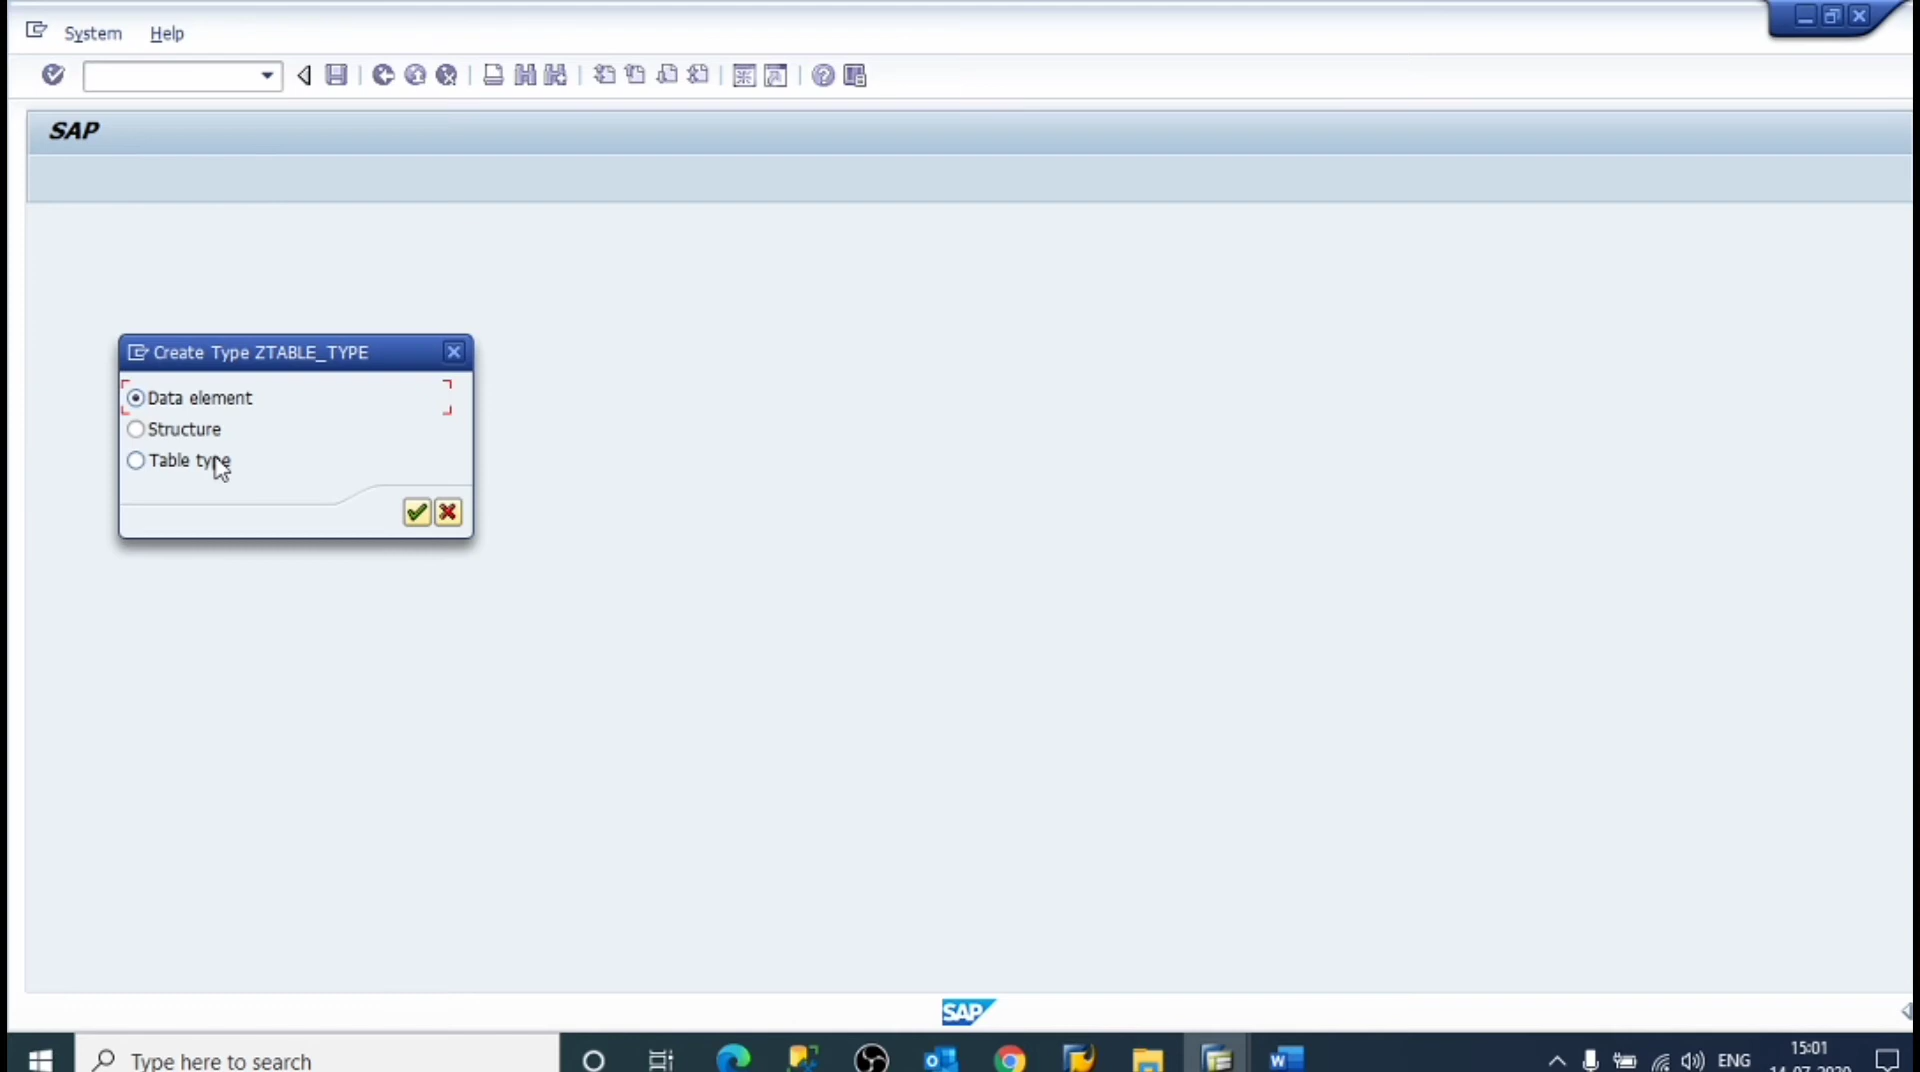 System Help
SAP
Create Type ZTABLE_TYPE
Data element
Structure
Table type
SAP
Type here to search
ENG
15:01